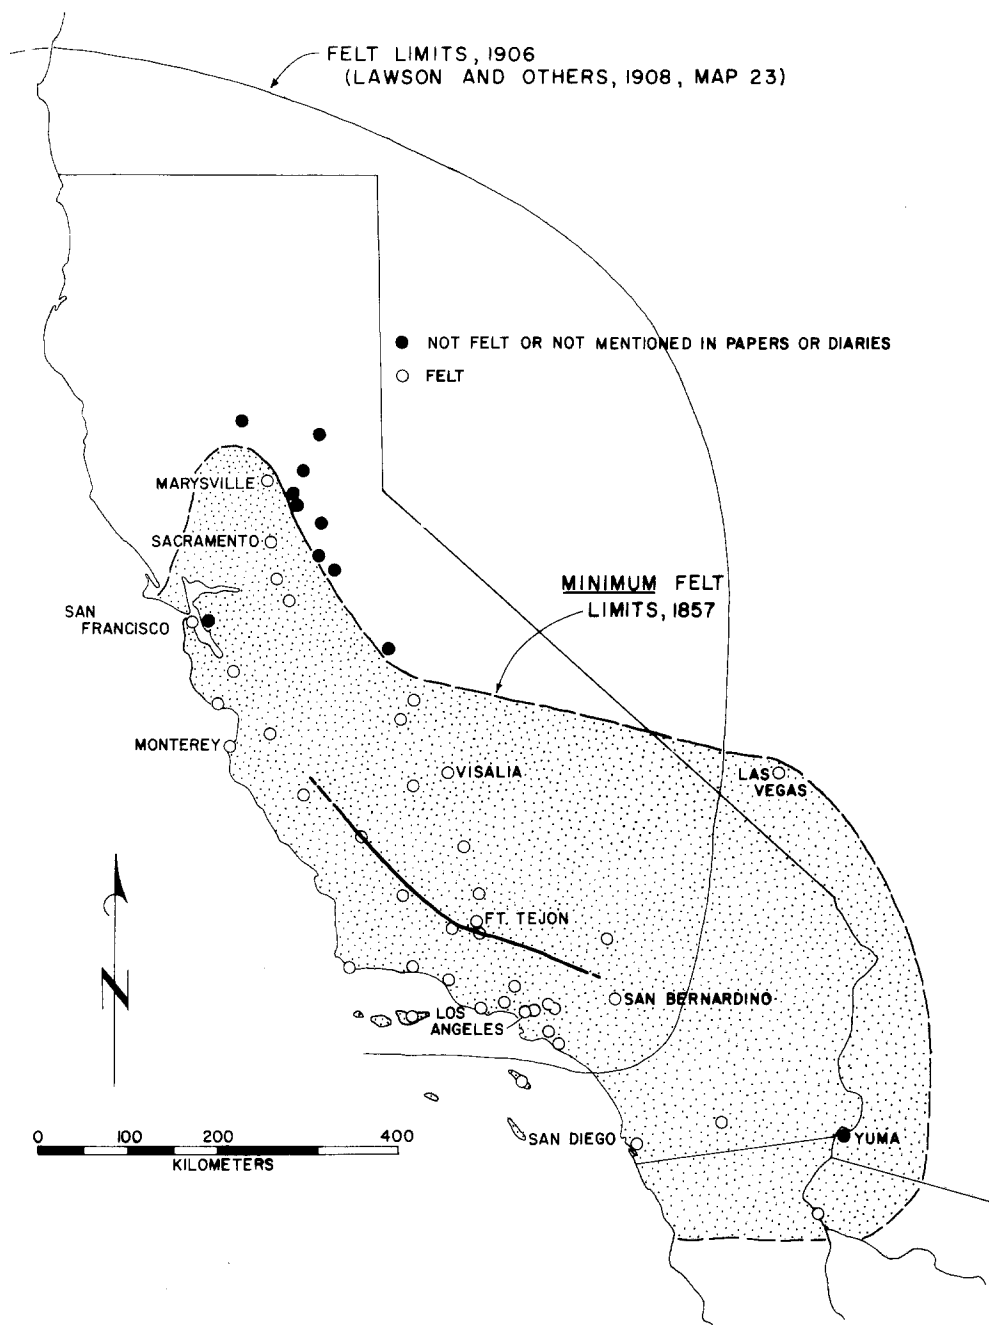 FELT LIMITS, 1906
(LAWSON AND OTHERS, 1908, MAP 23)
NOT FELT OR NOT MENTIONED IN PAPERS OR DIARIES
FELT
MARYSVILLE
SACRAMENTO
MINIMUM FELT
LIMITS, 1857
SAN
FRANCISCO
MONTEREY
VISALIA
LAS
VEGAS
FT. TEJON
N
SAN BERNARDINO
LOS
ANGELES
0 100 200 400
KILOMETERS
SAN DIEGO
YUMA